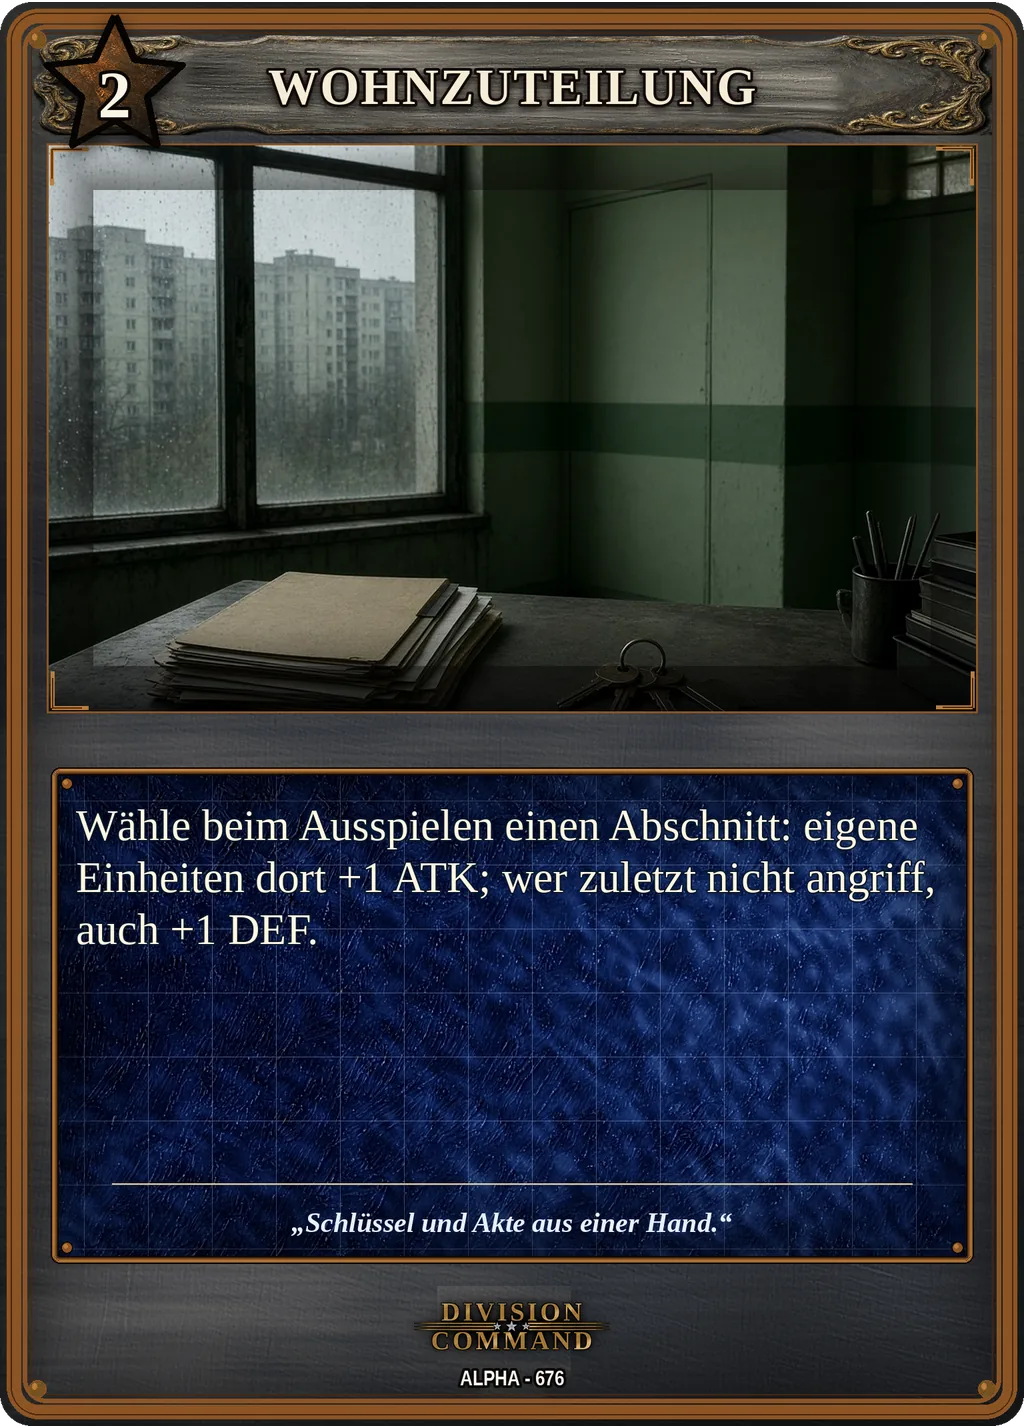 2
WOHNZUTEILUNG
Wähle beim Ausspielen einen Abschnitt: eigene
Einheiten dort +1 ATK; wer zuletzt nicht angriff,
auch +1 DEF.
„Schlüssel und Akte aus einer Hand.“
DIVISION
COMMAND
ALPHA - 676